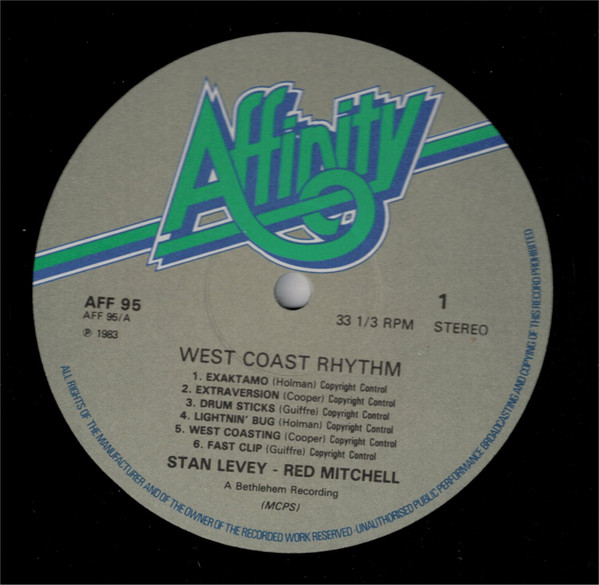 Affinity
AFF 95
AFF 95/A
℗ 1983
33 1/3 RPM
1
STEREO
WEST COAST RHYTHM
1. EXAKTAMO (Holman) Copyright Control
2. EXTRAVERSION (Cooper) Copyright Control
3. DRUM STICKS (Guiffre) Copyright Control
4. LIGHTNIN' BUG (Holman) Copyright Control
5. WEST COASTING (Cooper) Copyright Control
6. FAST CLIP (Guiffre) Copyright Control
STAN LEVEY - RED MITCHELL
A Bethlehem Recording
(MCPS)
ALL RIGHTS OF THE MANUFACTURER AND OF THE OWNER OF THE RECORDED WORK RESERVED · UNAUTHORISED PUBLIC PERFORMANCE BROADCASTING AND COPYING OF THIS RECORD PROHIBITED